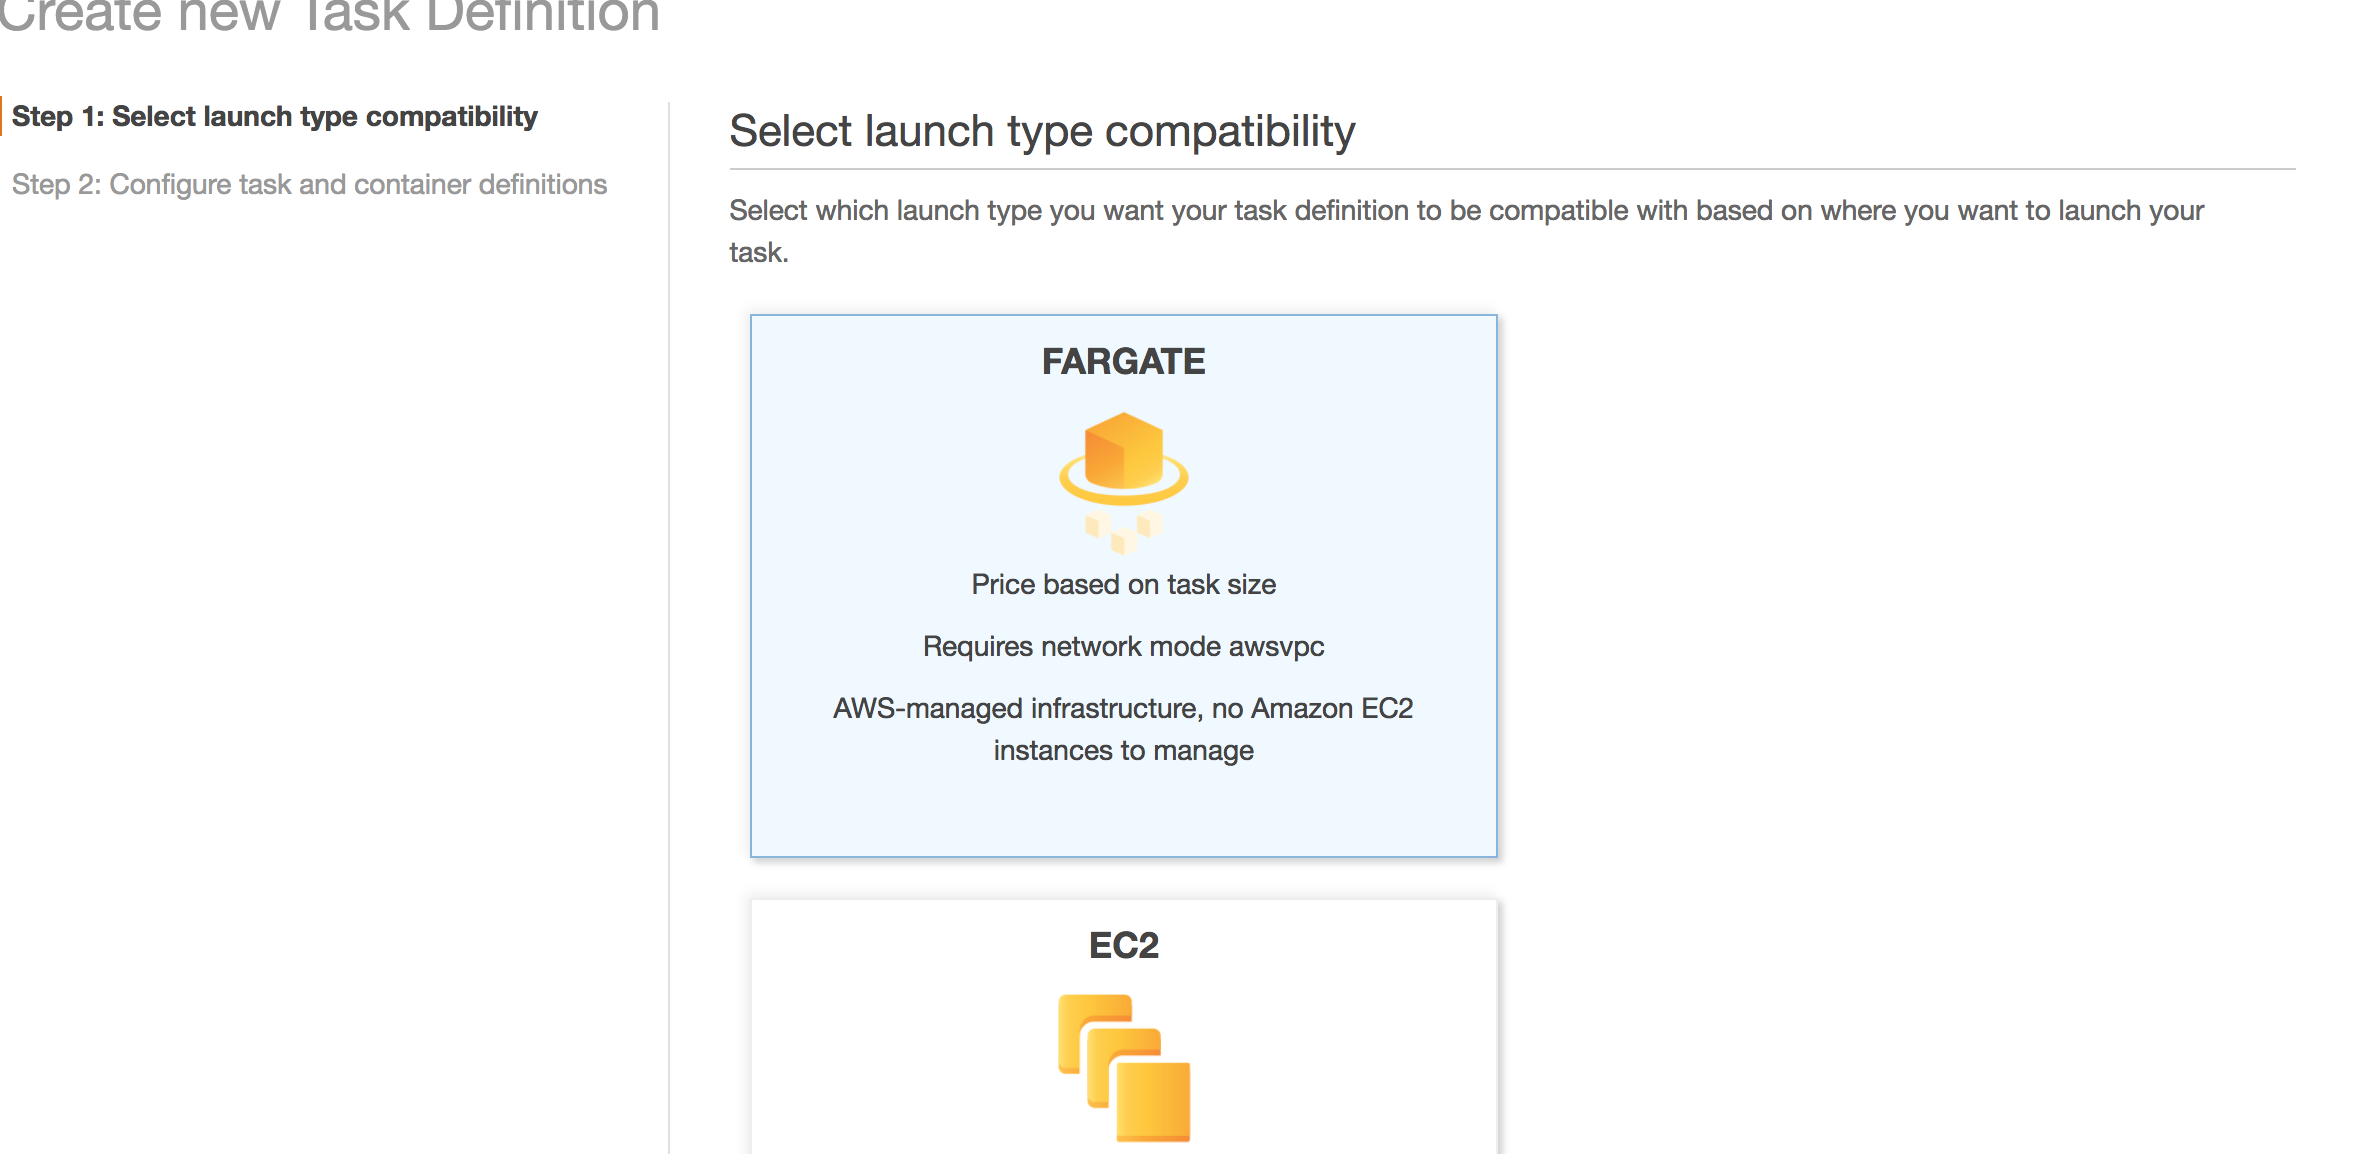 Create new Task Definition
Step 1: Select launch type compatibility
Step 2: Configure task and container definitions
Select launch type compatibility
Select which launch type you want your task definition to be compatible with based on where you want to launch your
task.
FARGATE
Price based on task size
Requires network mode awsvpc
AWS-managed infrastructure, no Amazon EC2
instances to manage
EC2